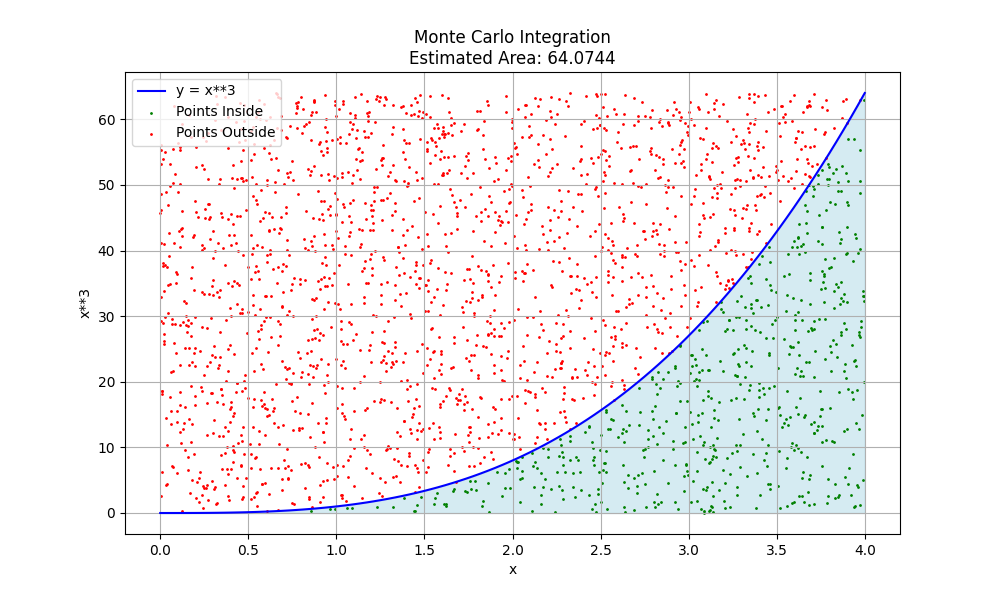 Monte Carlo Integration
Estimated Area: 64.0744
y = x**3
Points Inside
Points Outside
x**3
60
50
40
30
20
10
0
0.0 0.5 1.0 1.5 2.0 2.5 3.0 3.5 4.0
x